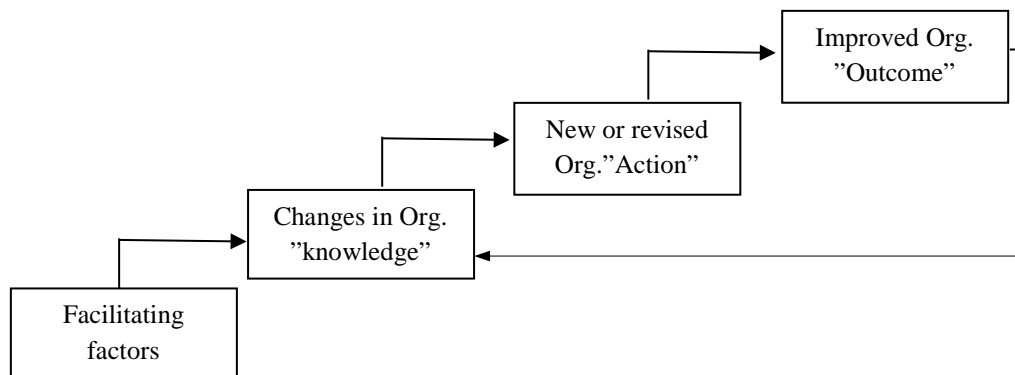 Improved Org.
”Outcome”
New or revised
Org.”Action”
Changes in Org.
”knowledge”
Facilitating
factors